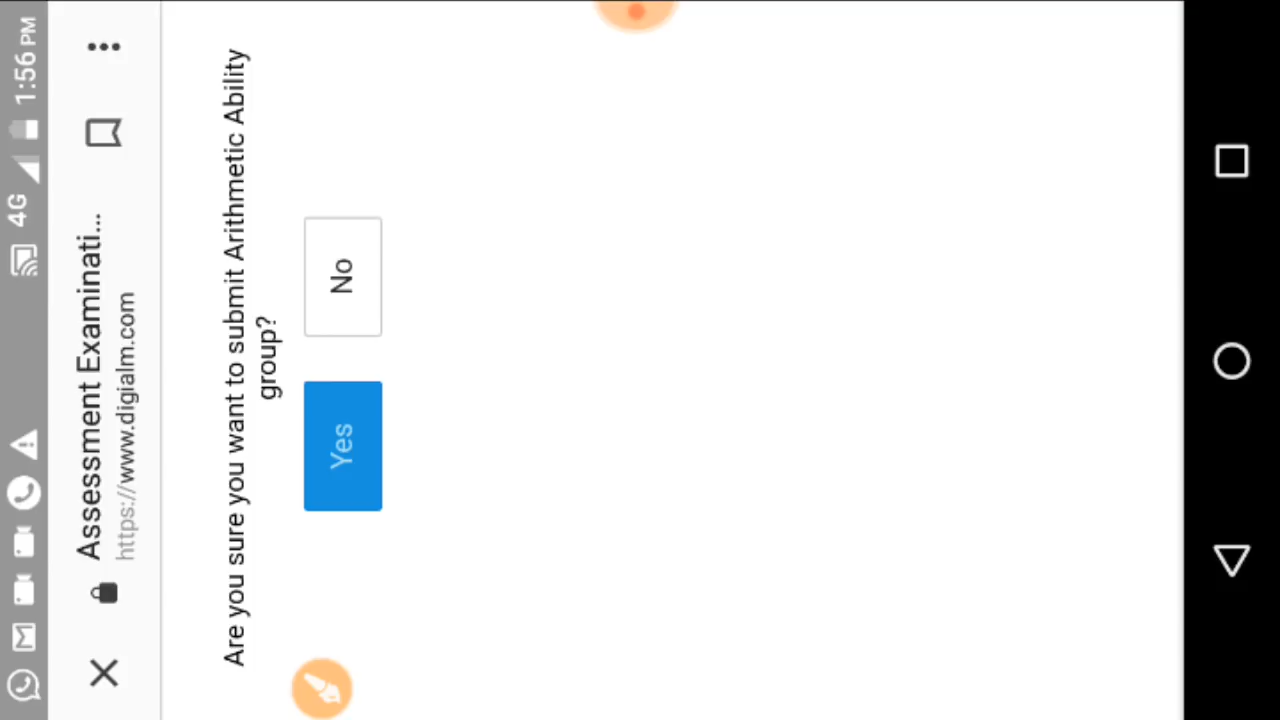 4G 1:56 PM
Assessment Examinati...
https://www.digialm.com
Are you sure you want to submit Arithmetic Ability
group?
Yes No